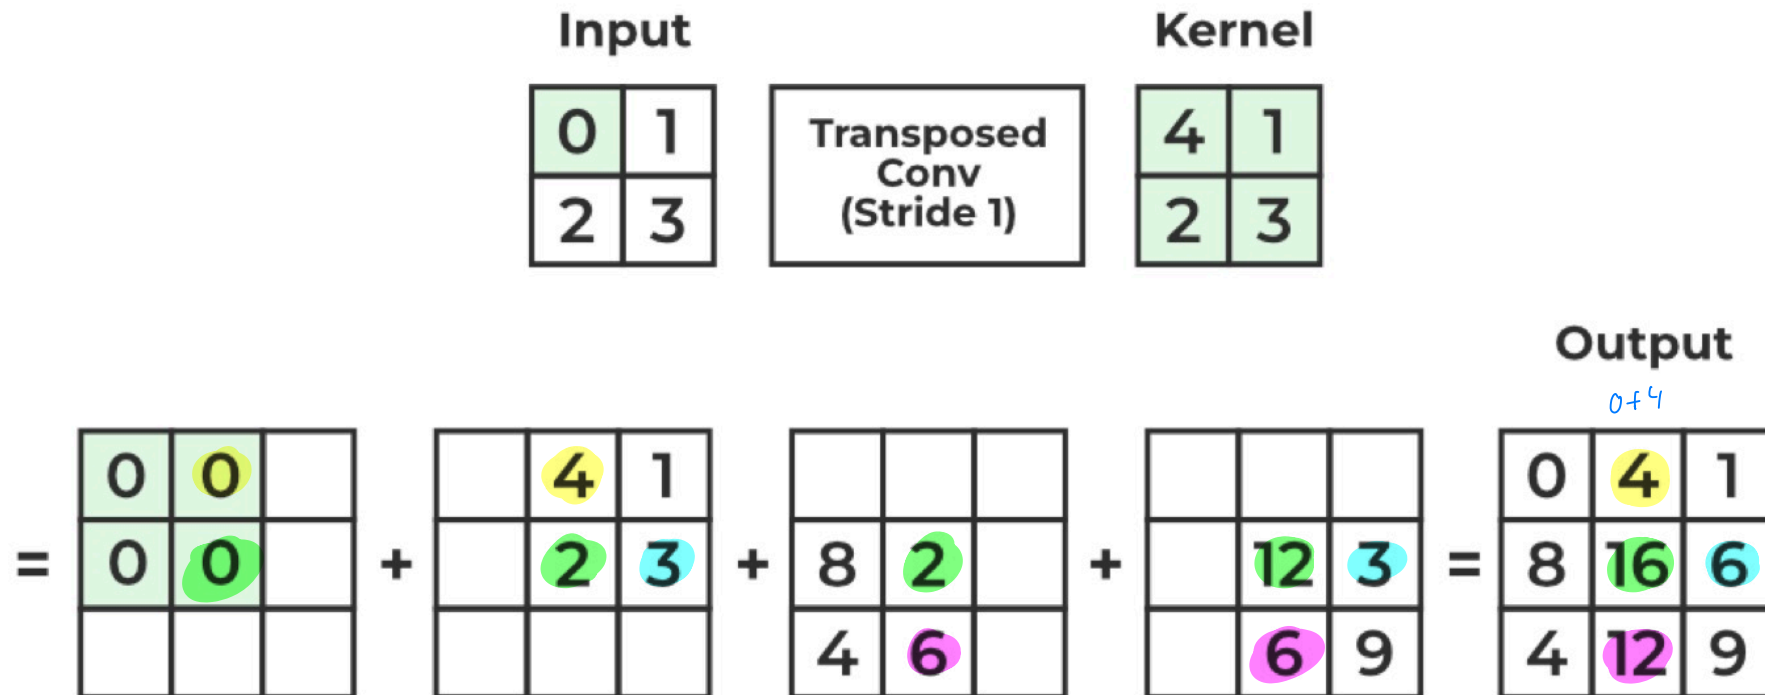 Input Kernel
0 1 Transposed 4 1
Conv
2 3 (Stride 1) 2 3
Output
0+4
0 0 4 1 0 4 1
= 0 0 + 2 3 + 8 2 + 12 3 = 8 16 6
4 6 6 9 4 12 9